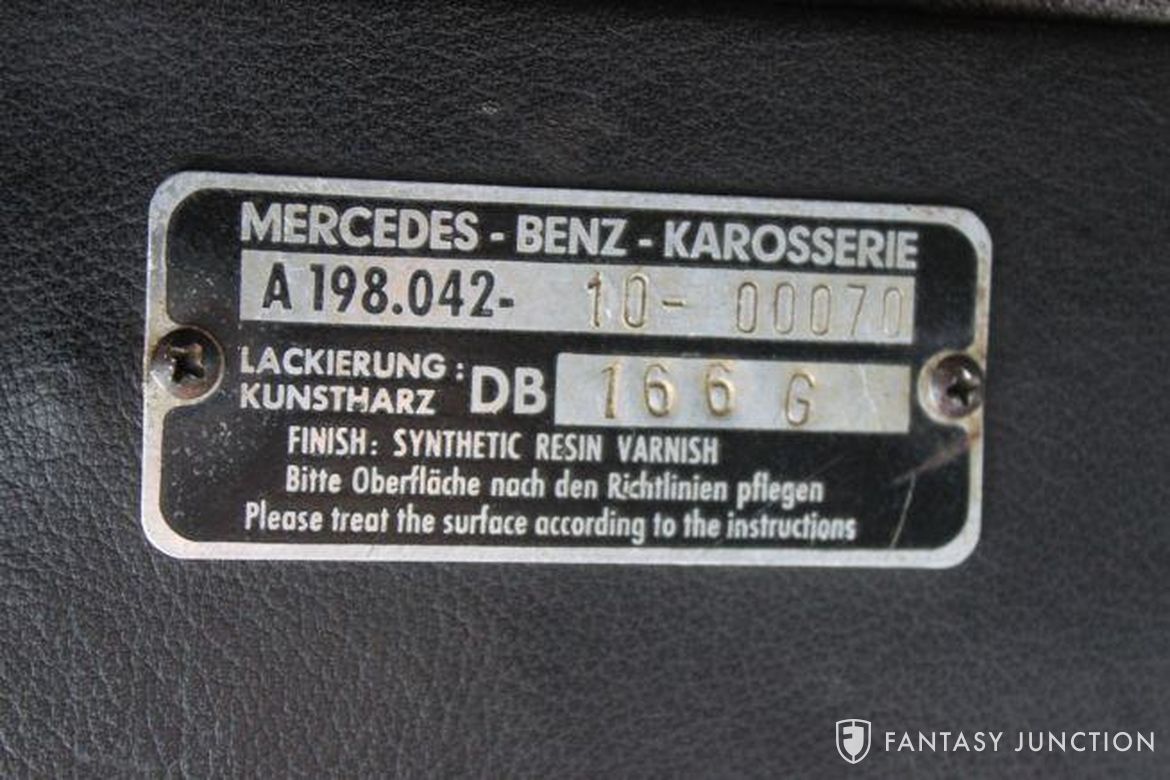 MERCEDES - BENZ - KAROSSERIE
A 198.042- 10- 00070
LACKIERUNG :
KUNSTHARZ DB 166 G
FINISH: SYNTHETIC RESIN VARNISH
Bitte Oberfläche nach den Richtlinien pflegen
Please treat the surface according to the instructions
FANTASY JUNCTION